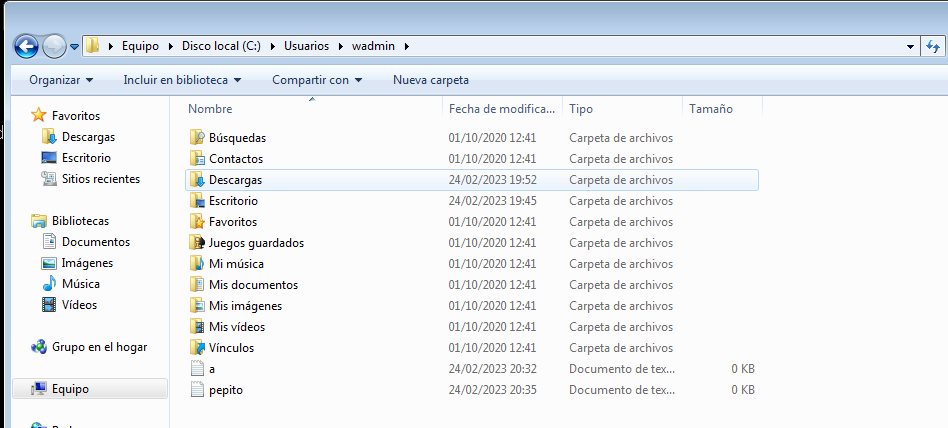 Equipo Disco local (C:) Usuarios wadmin
Organizar Incluir en biblioteca Compartir con Nueva carpeta
Favoritos
Descargas
Escritorio
Sitios recientes
Bibliotecas
Documentos
Imágenes
Música
Vídeos
Grupo en el hogar
Equipo
Nombre Fecha de modifica... Tipo Tamaño
Búsquedas 01/10/2020 12:41 Carpeta de archivos
Contactos 01/10/2020 12:41 Carpeta de archivos
Descargas 24/02/2023 19:52 Carpeta de archivos
Escritorio 24/02/2023 19:45 Carpeta de archivos
Favoritos 01/10/2020 12:41 Carpeta de archivos
Juegos guardados 01/10/2020 12:41 Carpeta de archivos
Mi música 01/10/2020 12:41 Carpeta de archivos
Mis documentos 01/10/2020 12:41 Carpeta de archivos
Mis imágenes 01/10/2020 12:41 Carpeta de archivos
Mis vídeos 01/10/2020 12:41 Carpeta de archivos
Vínculos 01/10/2020 12:41 Carpeta de archivos
a 24/02/2023 20:32 Documento de tex... 0 KB
pepito 24/02/2023 20:35 Documento de tex... 0 KB